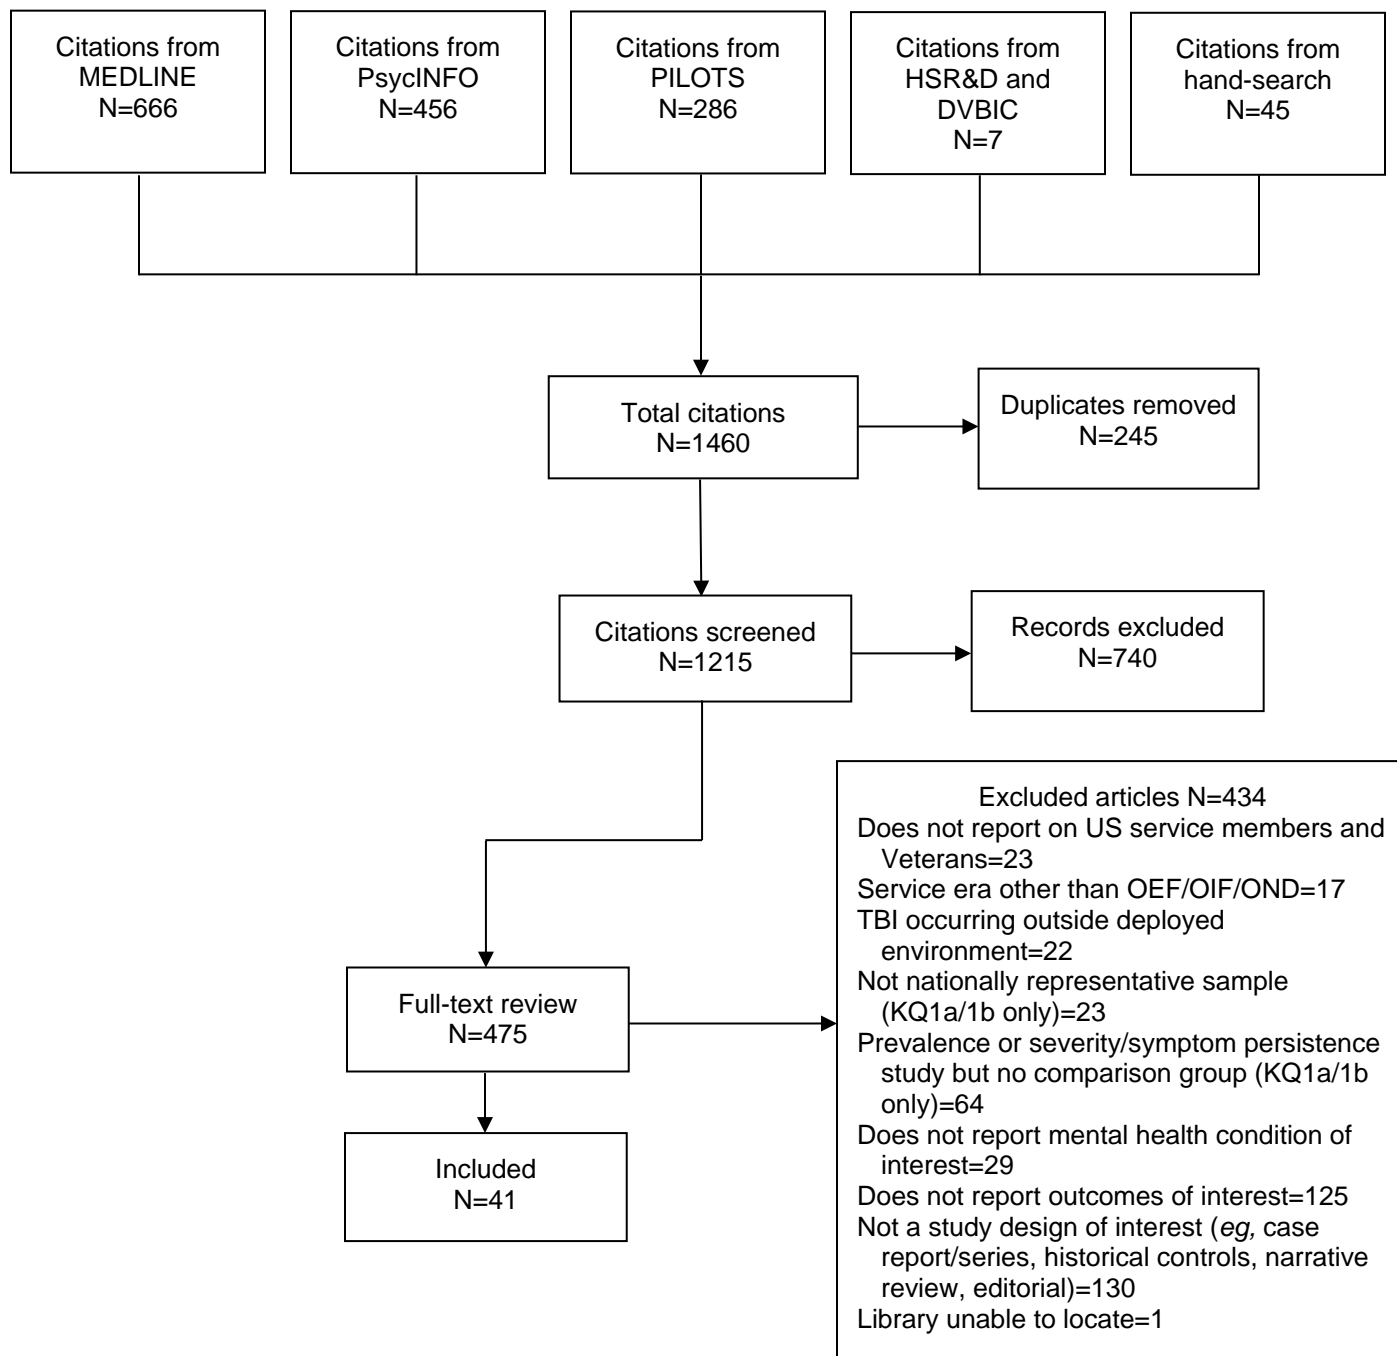 Citations from
MEDLINE
N=666
Citations from
PsycINFO
N=456
Citations from
PILOTS
N=286
Citations from
HSR&D and
DVBIC
N=7
Citations from
hand-search
N=45
Total citations
N=1460
Duplicates removed
N=245
Citations screened
N=1215
Records excluded
N=740
Full-text review
N=475
Excluded articles N=434
Does not report on US service members and
Veterans=23
Service era other than OEF/OIF/OND=17
TBI occurring outside deployed
environment=22
Not nationally representative sample
(KQ1a/1b only)=23
Prevalence or severity/symptom persistence
study but no comparison group (KQ1a/1b
only)=64
Does not report mental health condition of
interest=29
Does not report outcomes of interest=125
Not a study design of interest (eg, case
report/series, historical controls, narrative
review, editorial)=130
Library unable to locate=1
Included
N=41